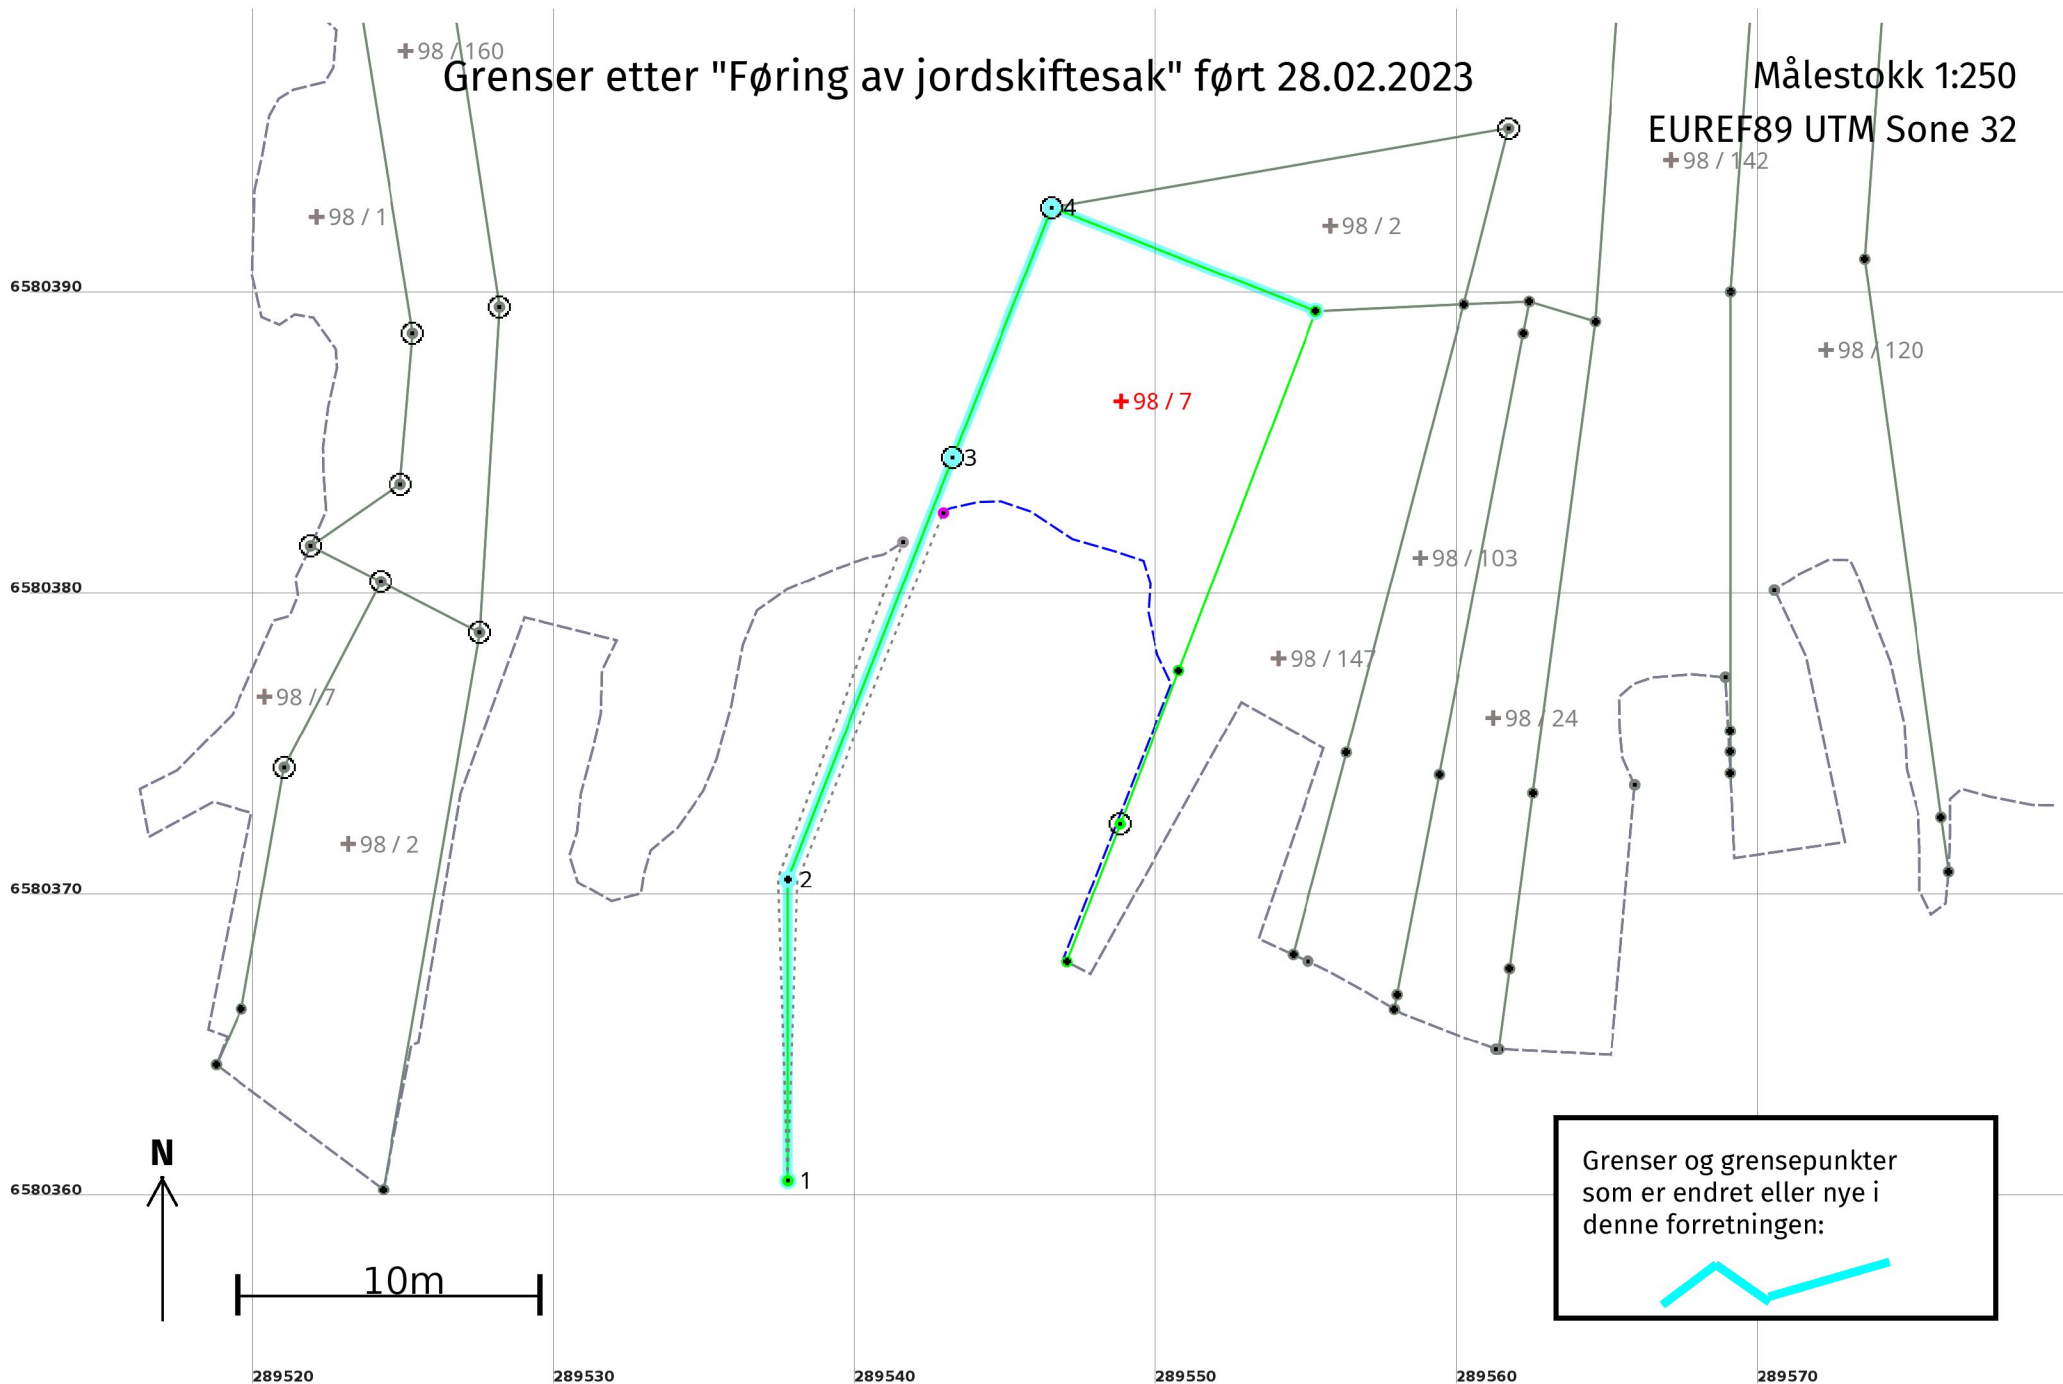 98 / 160
Grenser etter "Føring av jordskiftesak" ført 28.02.2023
Målestokk 1:250
EUREF89 UTM Sone 32
98 / 142
98 / 1
4
98 / 2
6580390
98 / 120
98 / 7
3
98 / 103
6580380
98 / 147
98 / 7
98 / 24
98 / 2
2
6580370
1
6580360
N
10m
Grenser og grensepunkter
som er endret eller nye i
denne forretningen:
289520
289530
289540
289550
289560
289570